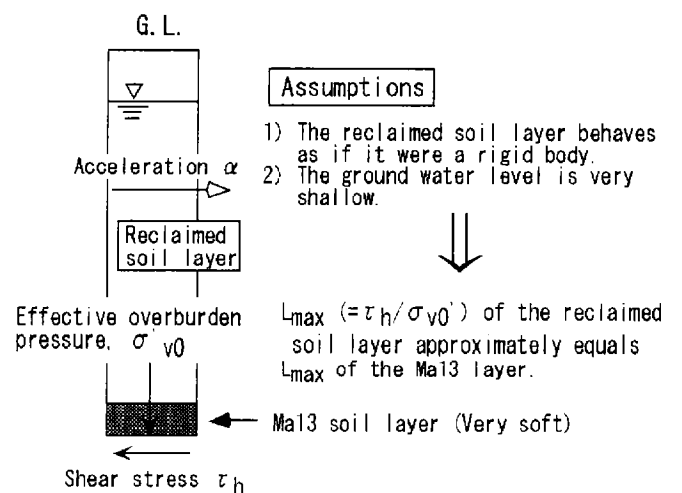 G.L.
Assumptions
1) The reclaimed soil layer behaves
as if it were a rigid body.
2) The ground water level is very
shallow.
Acceleration α
Reclaimed
soil layer
Effective overburden
pressure, σ'v0
Lmax (=τh/σv0') of the reclaimed
soil layer approximately equals
Lmax of the Ma13 layer.
Ma13 soil layer (Very soft)
Shear stress τh